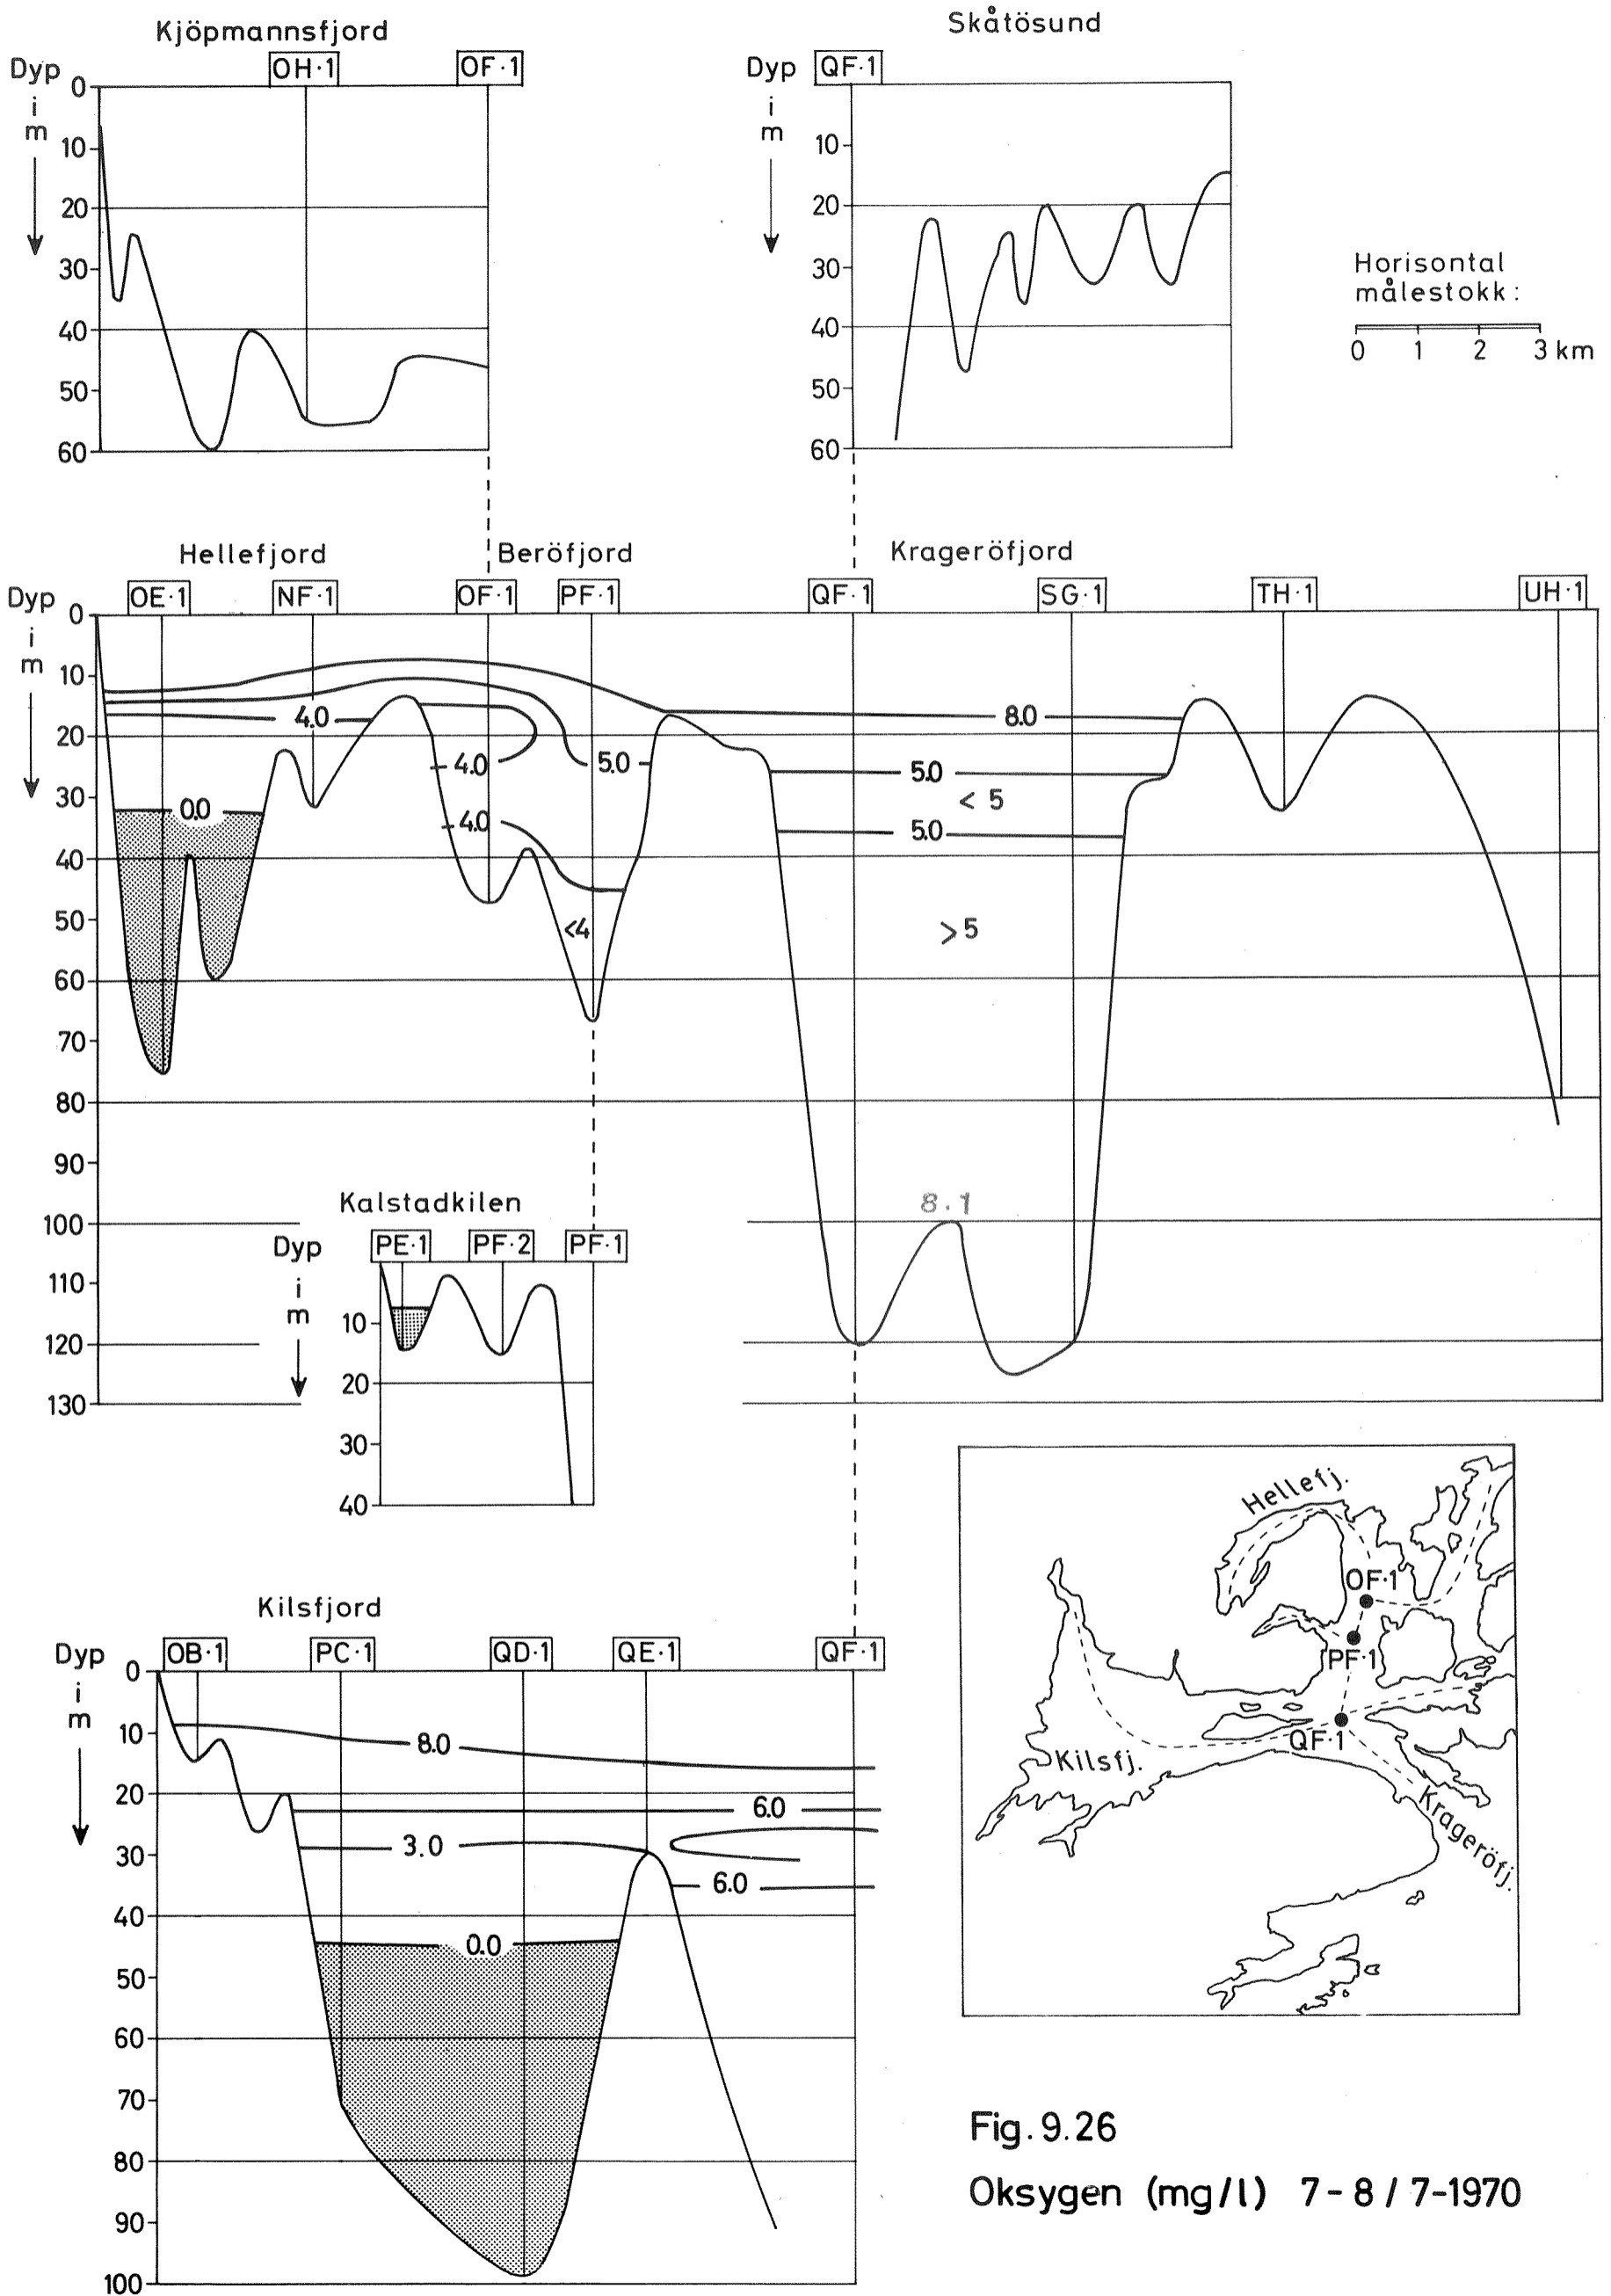 Kjöpmannsfjord
OH·1 OF·1
Dyp
i
m
0
10
20
30
40
50
60
Skåtösund
Dyp QF·1
i
m
10
20
30
40
50
60
Horisontal
målestokk:
0 1 2 3 km
Hellefjord Beröfjord Krageröfjord
Dyp OE·1 NF·1 OF·1 PF·1 QF·1 SG·1 TH·1 UH·1
i
m
0
10
20
30
40
50
60
70
80
90
100
110
120
130
4.0 8.0
4.0 5.0 5.0
< 5
0.0 4.0 5.0
<4 >5
8.1
Kalstadkilen
Dyp PE·1 PF·2 PF·1
i
m
10
20
30
40
Kilsfjord
Dyp OB·1 PC·1 QD·1 QE·1 QF·1
i
m
0
10
20
30
40
50
60
70
80
90
100
8.0
6.0
3.0
6.0
0.0
Hellefj.
OF·1
PF·1
QF·1
Kilsfj.
Krageröfj.
Fig. 9.26
Oksygen (mg/l) 7-8/7-1970